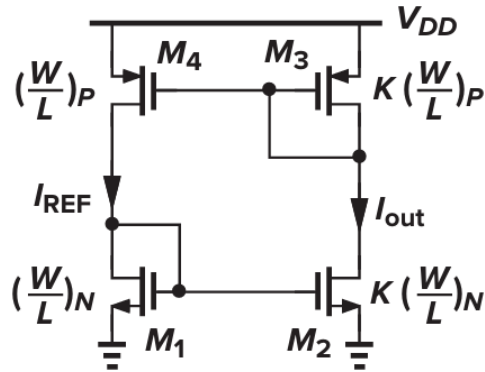 V_DD
M_4 M_3
(W/L)_P K(W/L)_P
I_REF I_out
(W/L)_N K(W/L)_N
M_1 M_2